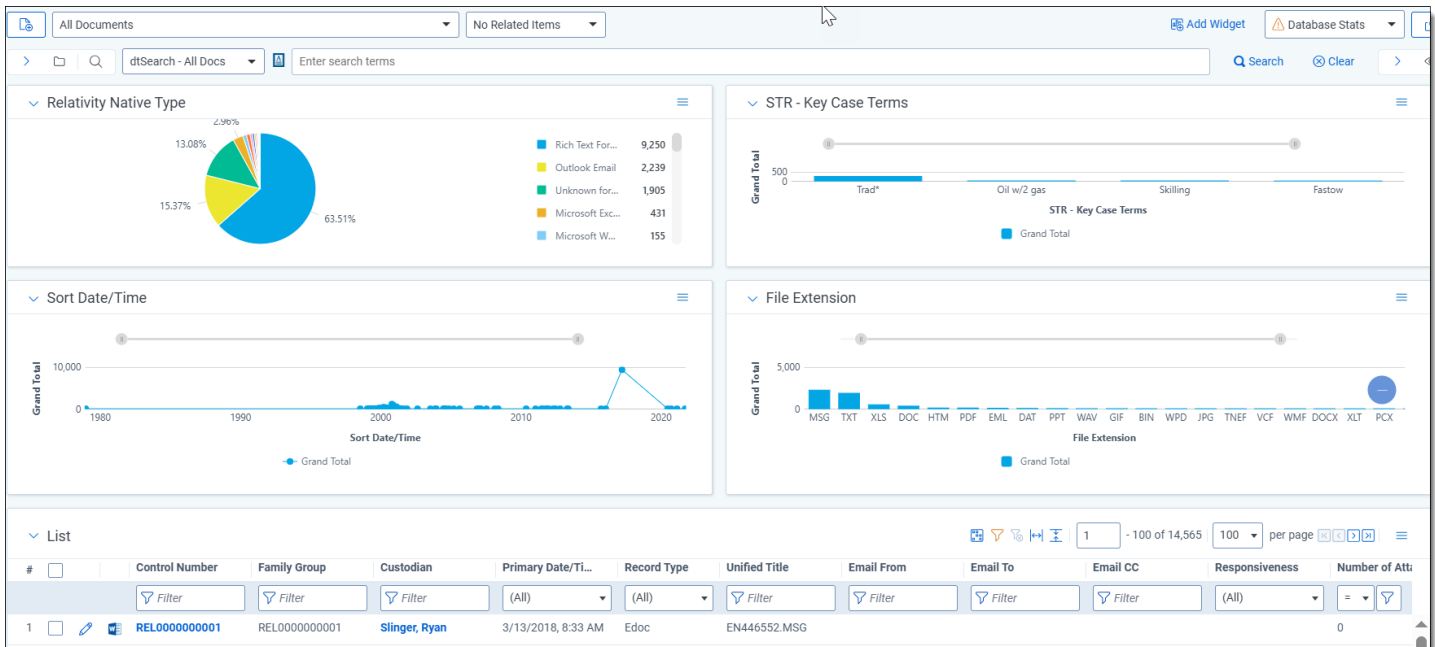 All Documents
No Related Items
Add Widget
Database Stats
dtSearch - All Docs
A
Enter search terms
Search
Clear
Relativity Native Type
2.96%
13.08%
15.37%
63.51%
Rich Text For... 9,250
Outlook Email 2,239
Unknown for... 1,905
Microsoft Exc... 431
Microsoft W... 155
STR - Key Case Terms
Grand Total
500
0
Trad* Oil w/2 gas Skilling Fastow
STR - Key Case Terms
Grand Total
Sort Date/Time
Grand Total
10,000
0
1980 1990 2000 2010 2020
Sort Date/Time
Grand Total
File Extension
Grand Total
5,000
0
MSG TXT XLS DOC HTM PDF EML DAT PPT WAV GIF BIN WPD JPG TNEF VCF WMF DOCX XLT PCX
File Extension
Grand Total
List
1 - 100 of 14,565 100 per page
# Control Number Family Group Custodian Primary Date/Ti... Record Type Unified Title Email From Email To Email CC Responsiveness Number of Atta
Filter Filter Filter (All) (All) Filter Filter Filter Filter (All) =
1 REL0000000001 REL0000000001 Slinger, Ryan 3/13/2018, 8:33 AM Edoc EN446552.MSG 0